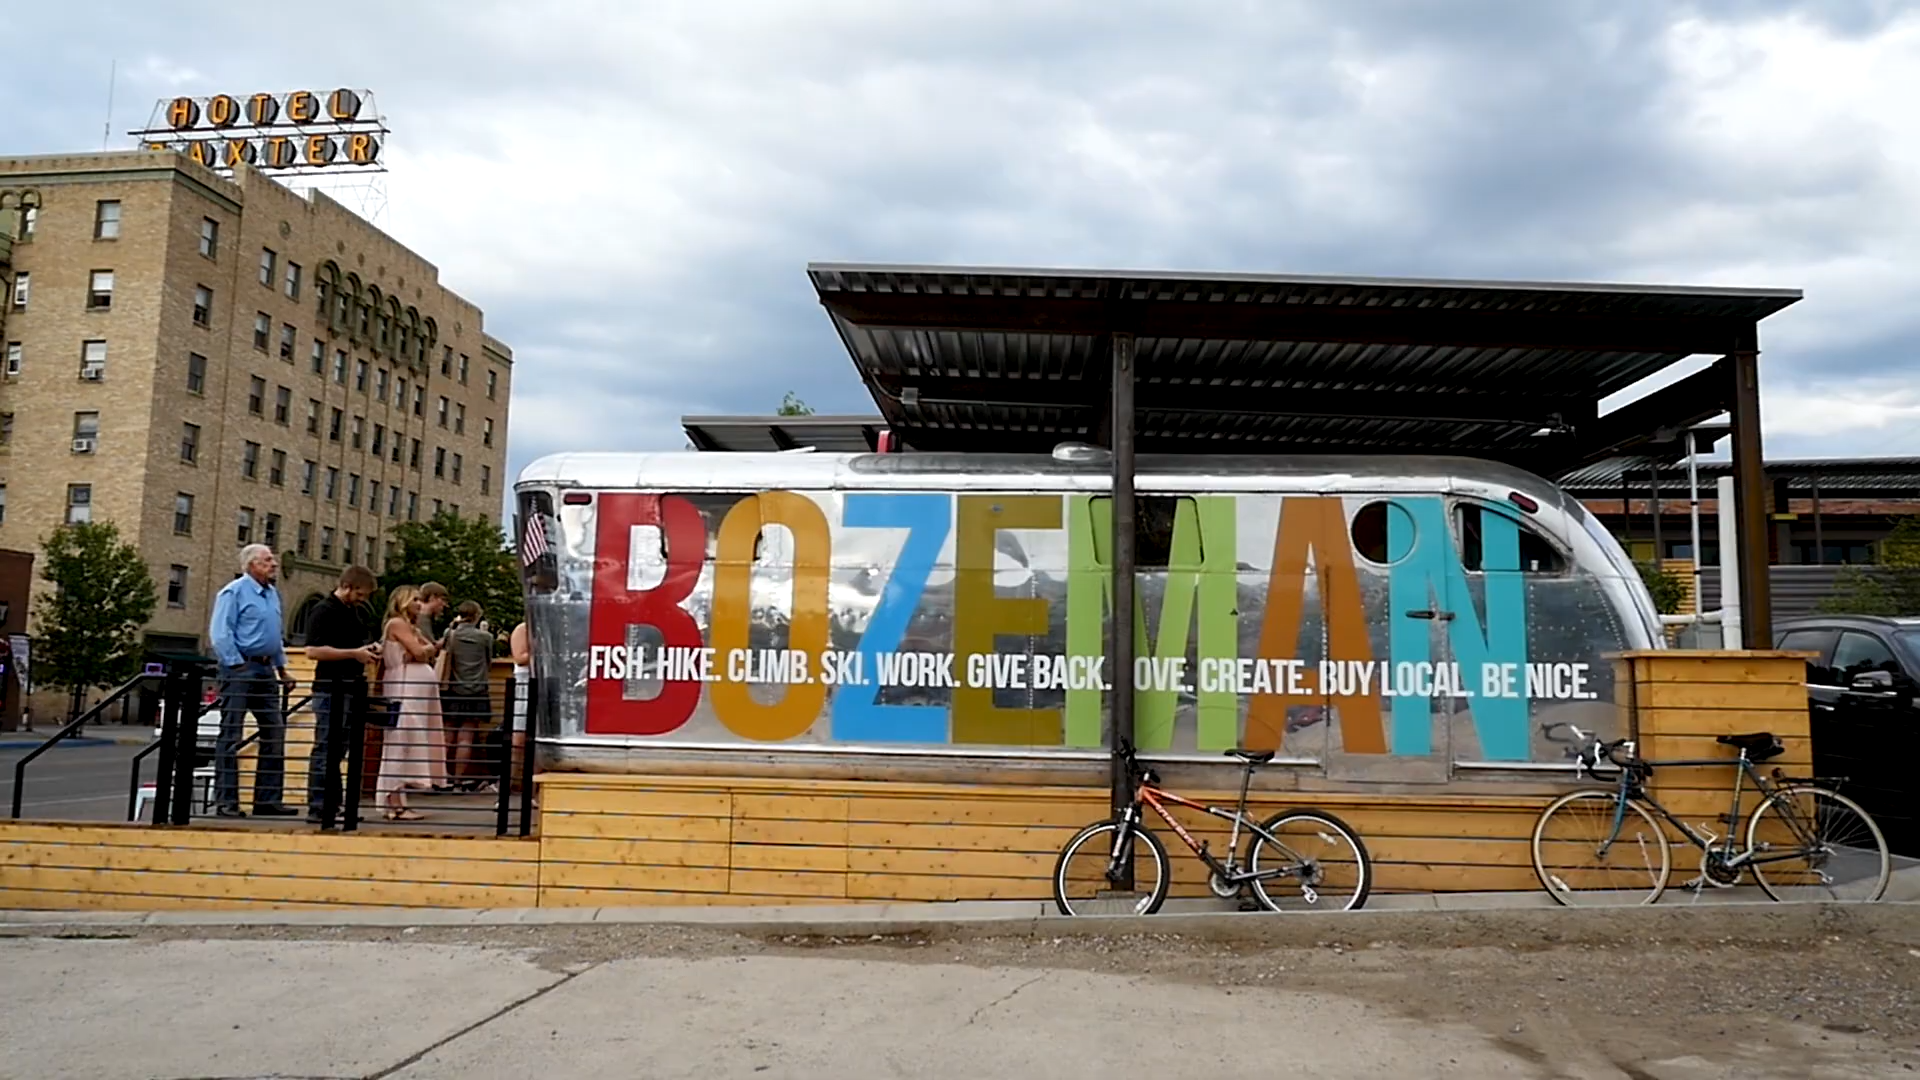 HOTEL
BAXTER
BOZEMAN
FISH. HIKE. CLIMB. SKI. WORK. GIVE BACK. OVE. CREATE. BUY LOCAL. BE NICE.